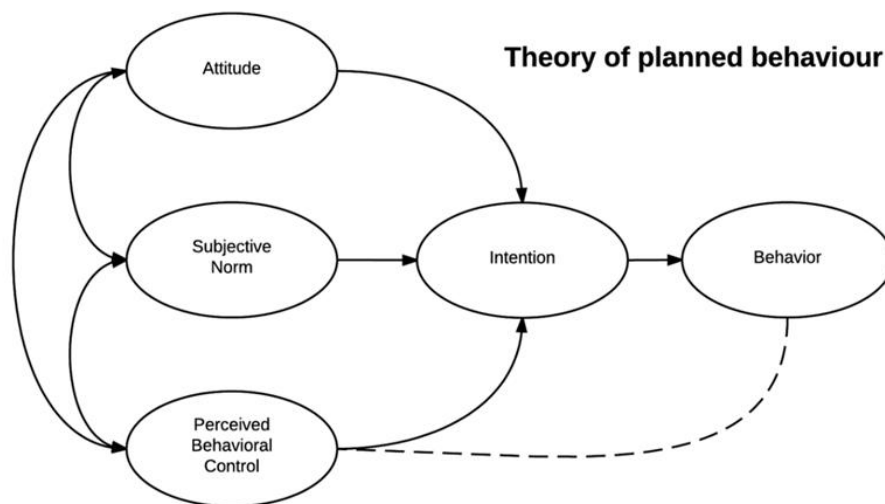 Theory of planned behaviour
Attitude
Subjective
Norm
Intention
Behavior
Perceived
Behavioral
Control